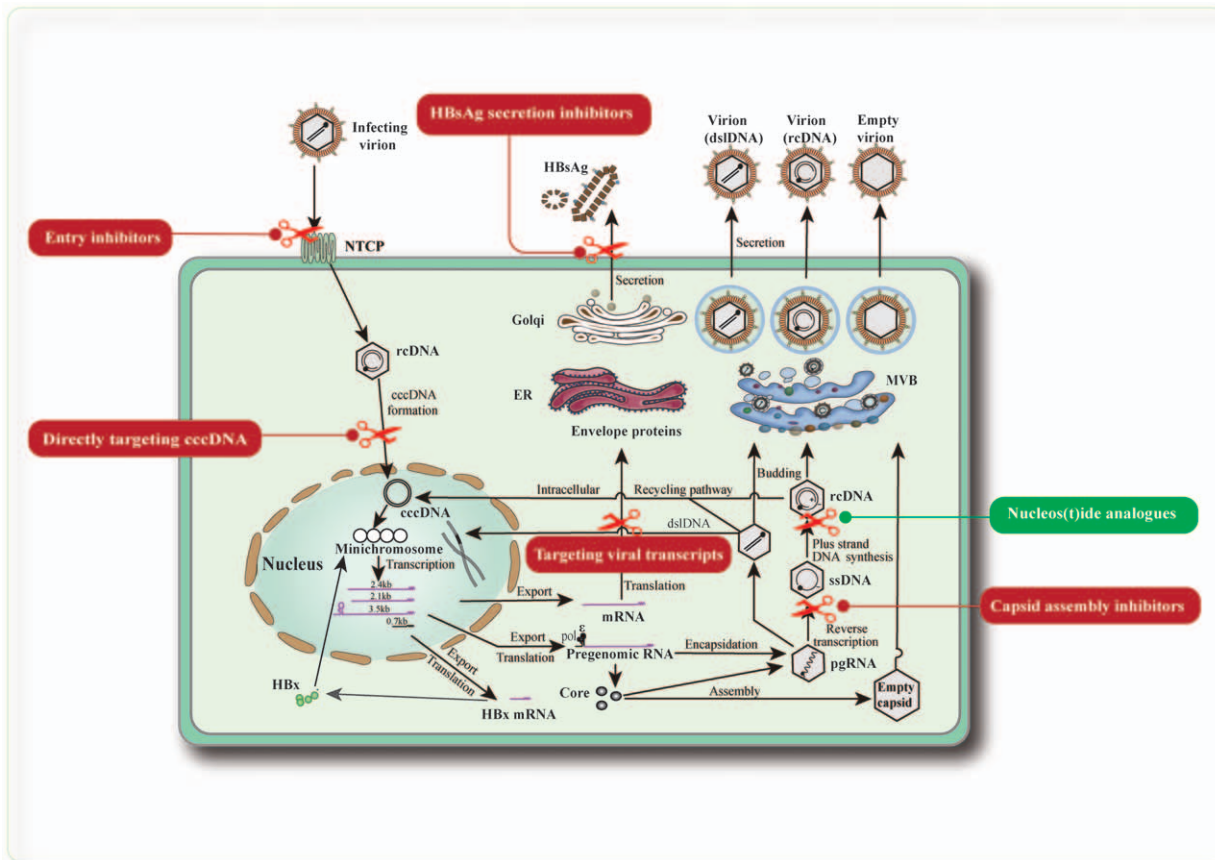 HBsAg secretion inhibitors
Infecting
virion
HBsAg
Virion
(dslDNA)
Virion
(rcDNA)
Empty
virion
Entry inhibitors
NTCP
Secretion
Secretion
Golqi
rcDNA
cccDNA
formation
ER
MVB
Directly targeting cccDNA
Envelope proteins
Budding
Intracellular
Recycling pathway
rcDNA
Nucleos(t)ide analogues
cccDNA
dslDNA
Plus strand
DNA synthesis
Minichromosome
Nucleus
Transcription
Targeting viral transcripts
ssDNA
2.4kb
2.1kb
3.5kb
0.7kb
Export
Translation
mRNA
Capsid assembly inhibitors
Reverse
transcription
Export
Translation
pol
ε
Pregenomic RNA
Encapsidation
pgRNA
Export
Translation
HBx
HBx mRNA
Core
Assembly
Empty
capsid